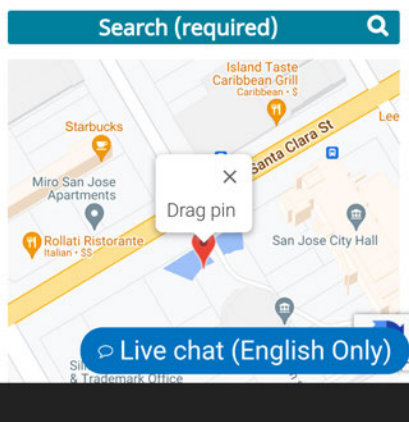 Search (required)
Island Taste
Caribbean Grill
Caribbean • $
Starbucks
Lee
Santa Clara St
Miro San Jose
Apartments
Drag pin
Rollati Ristorante
Italian • $$
San Jose City Hall
Live chat (English Only)
& Trademark Office